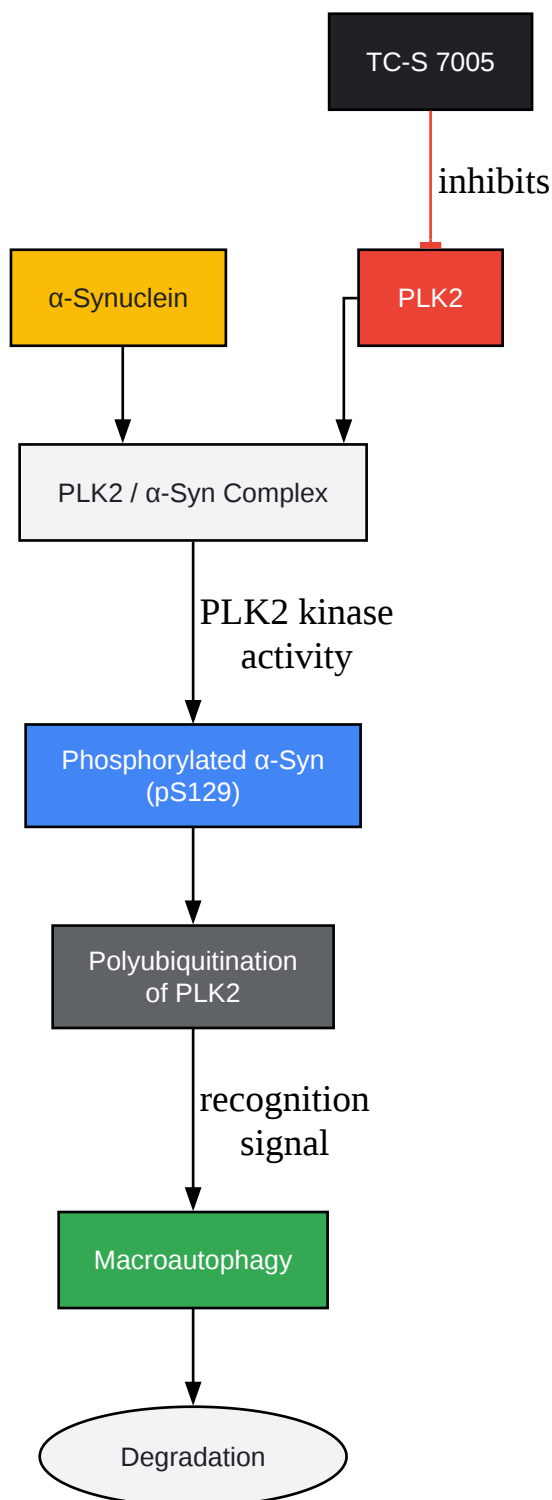 TC-S 7005
inhibits
α-Synuclein
PLK2
PLK2 / α-Syn Complex
PLK2 kinase
activity
Phosphorylated α-Syn
(pS129)
Polyubiquitination
of PLK2
recognition
signal
Macroautophagy
Degradation